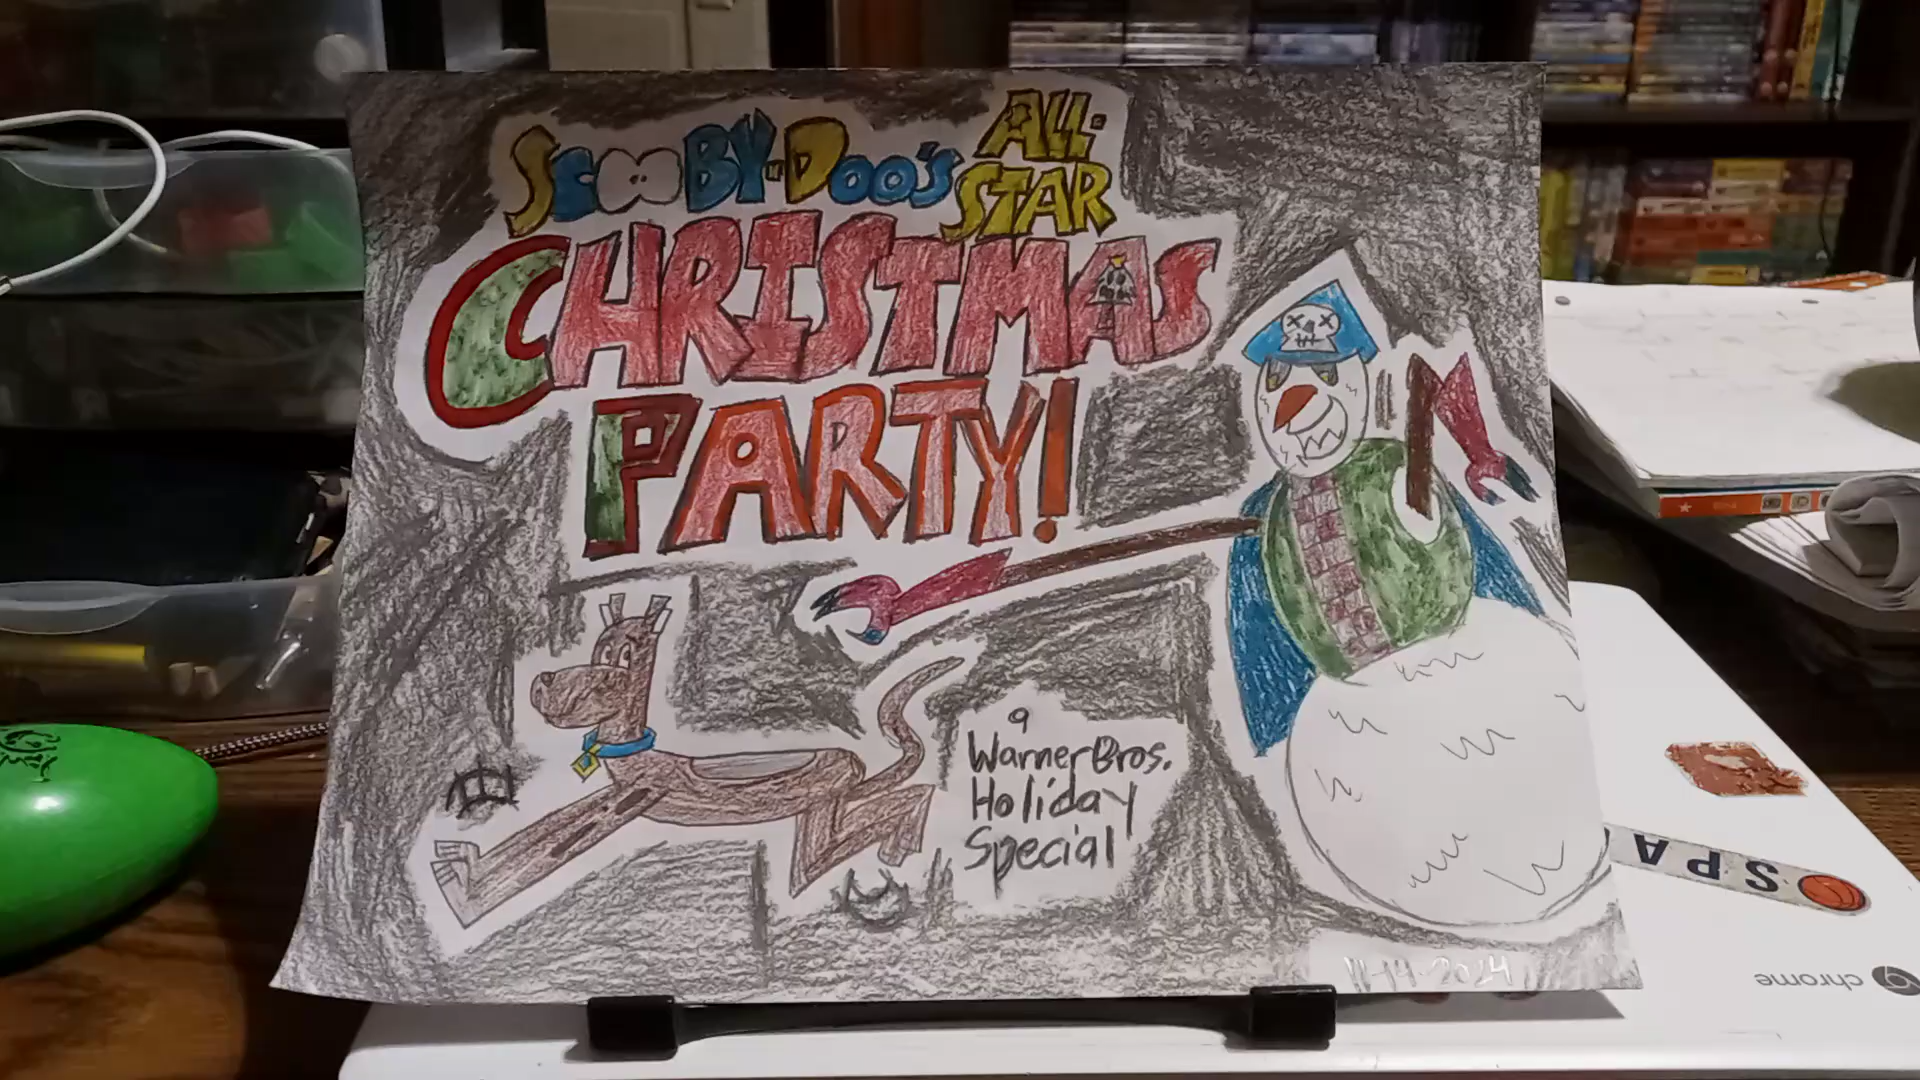 SCOOBY-DOO'S ALL-
STAR
CHRISTMAS
PARTY!
a
Warner Bros.
Holiday
Special
11-14-2024
SPA
chrome